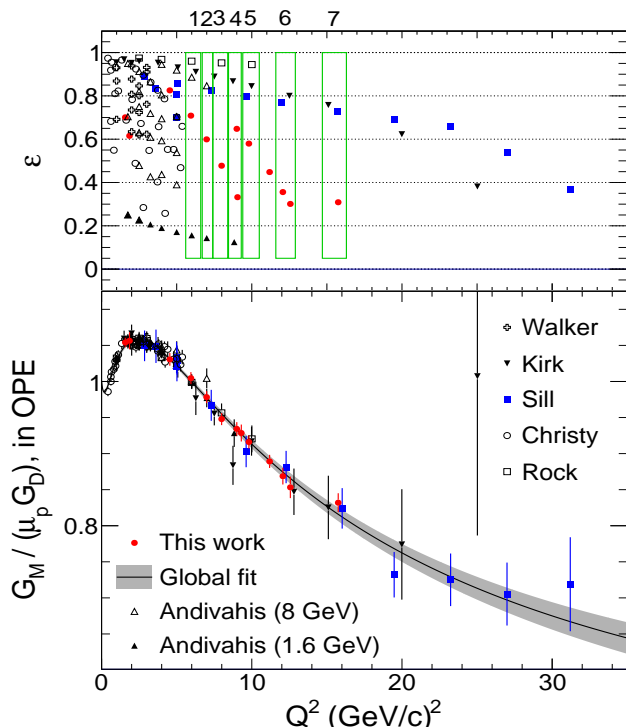 1 2 3 4 5 6 7
1
0.8
0.6
0.4
0.2
0
ε
1
0.8
G_M / (μ_p G_D), in OPE
Walker
Kirk
Sill
Christy
Rock
This work
Global fit
Andivahis (8 GeV)
Andivahis (1.6 GeV)
0 10 20 30
Q² (GeV/c)²